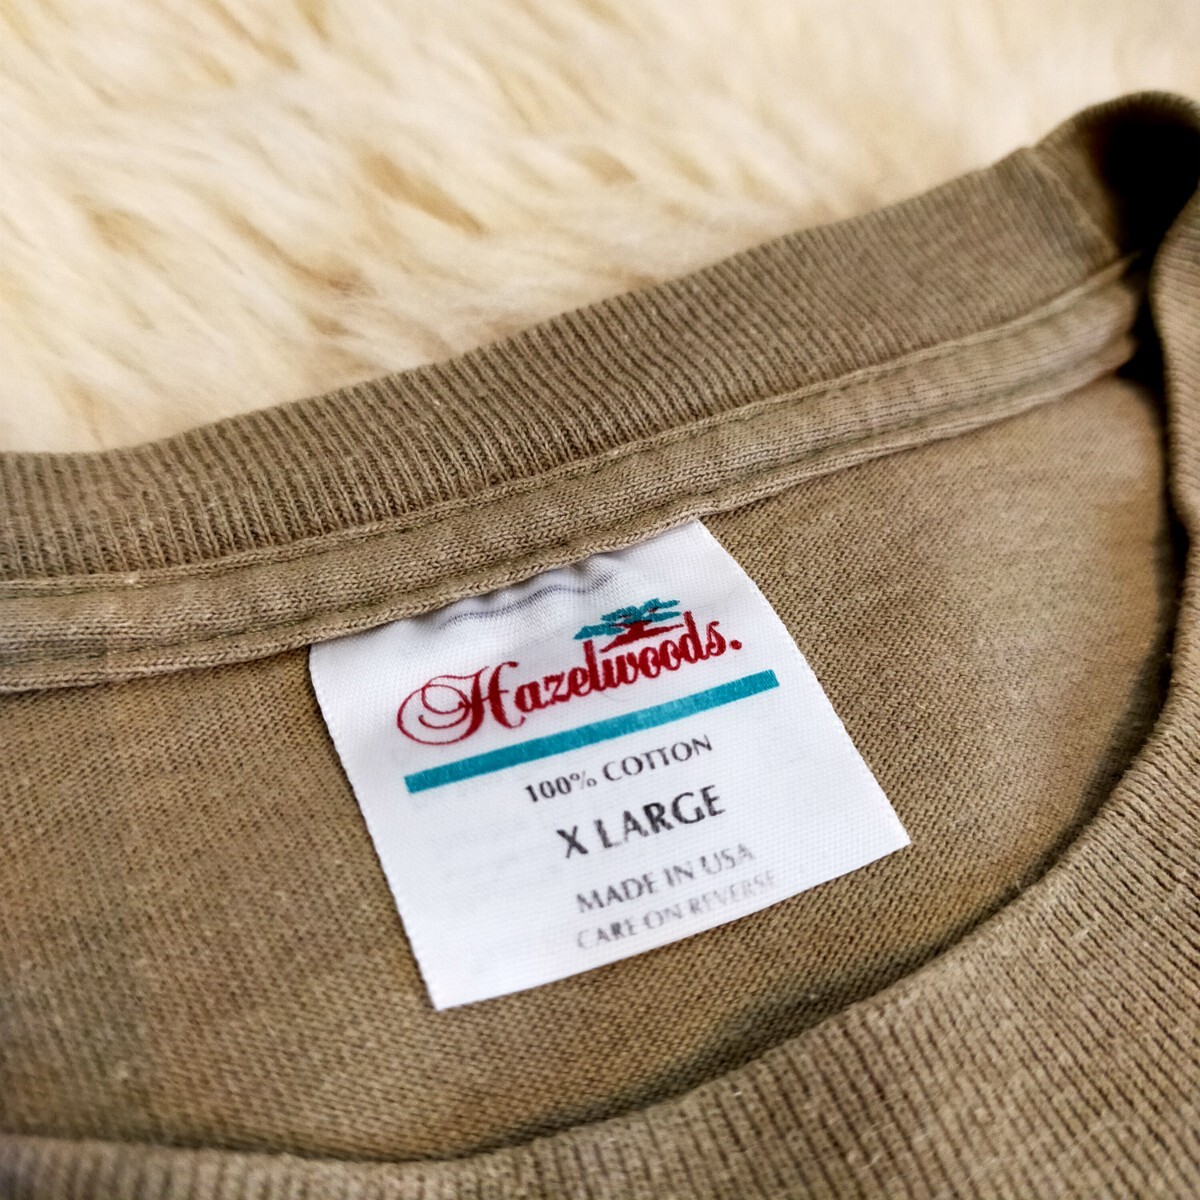 Hazelwoods.
100% COTTON
X LARGE
MADE IN USA
CARE ON REVERSE